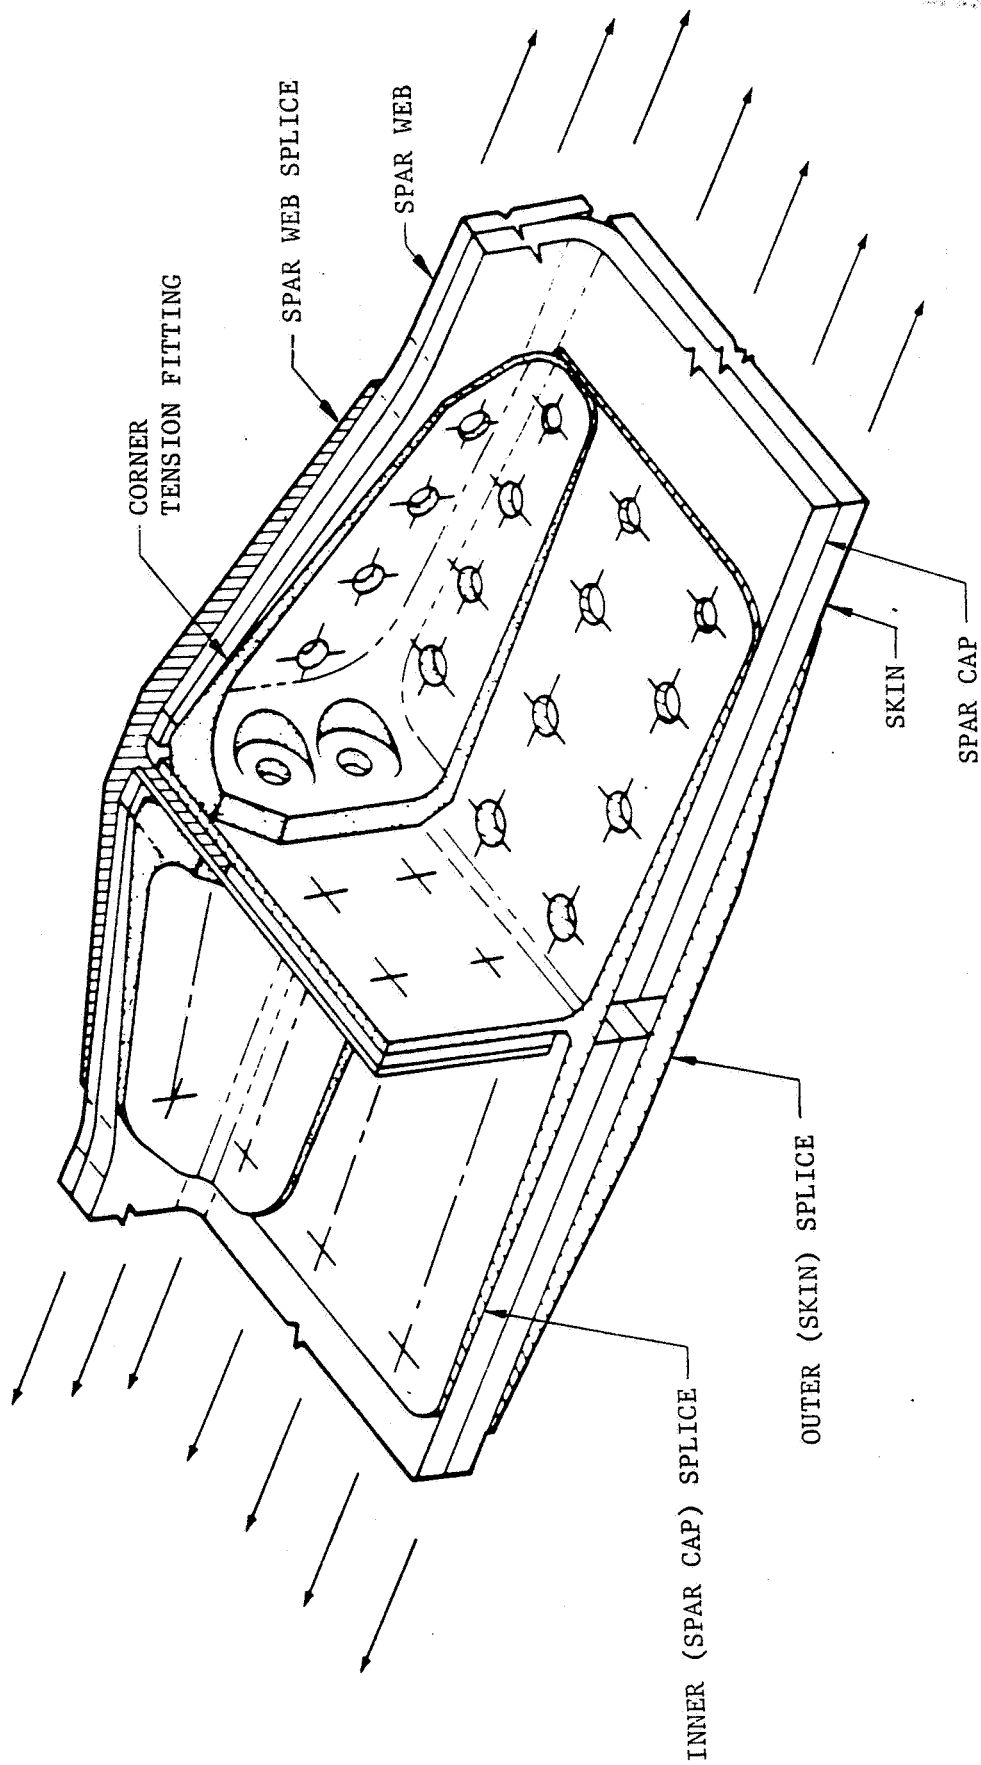 CORNER
TENSION FITTING
SPAR WEB SPLICE
SPAR WEB
INNER (SPAR CAP) SPLICE
OUTER (SKIN) SPLICE
SKIN
SPAR CAP